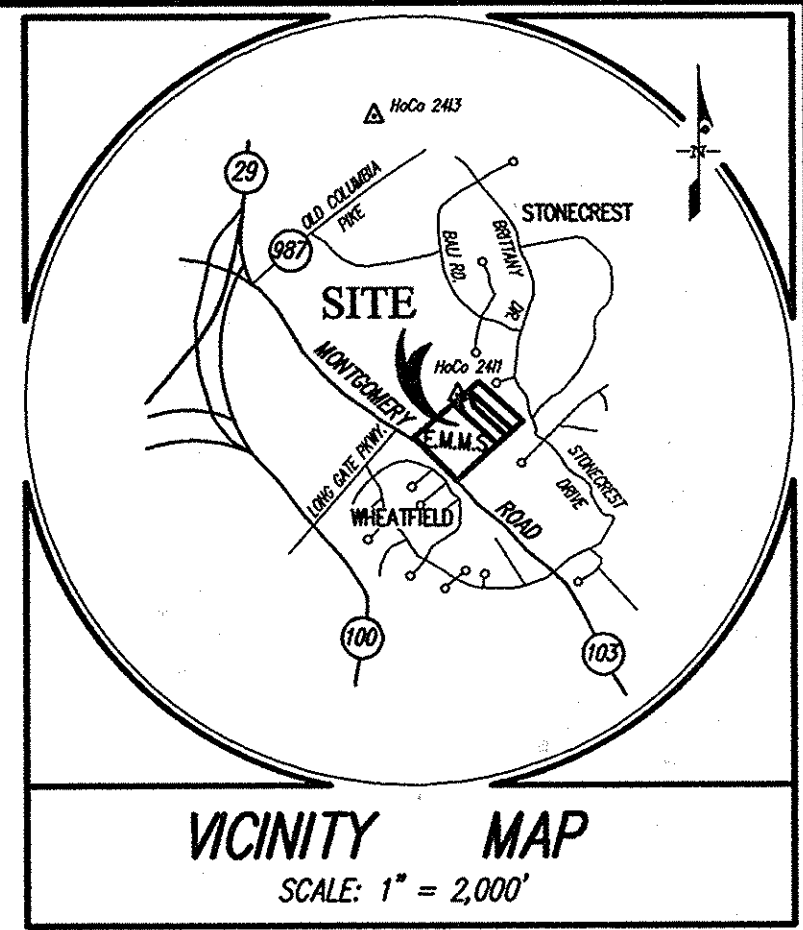 HoCo 2413
29
OLD COLUMBIA
PIKE
987
STONECREST
BAU RD.
BRITTANY
DR.
SITE
MONTGOMERY
HoCo 2411
E.M.M.S
LONG GATE PKWY.
STONECREST
DRIVE
WHEATFIELD
ROAD
100
103
N
VICINITY MAP
SCALE: 1" = 2,000'